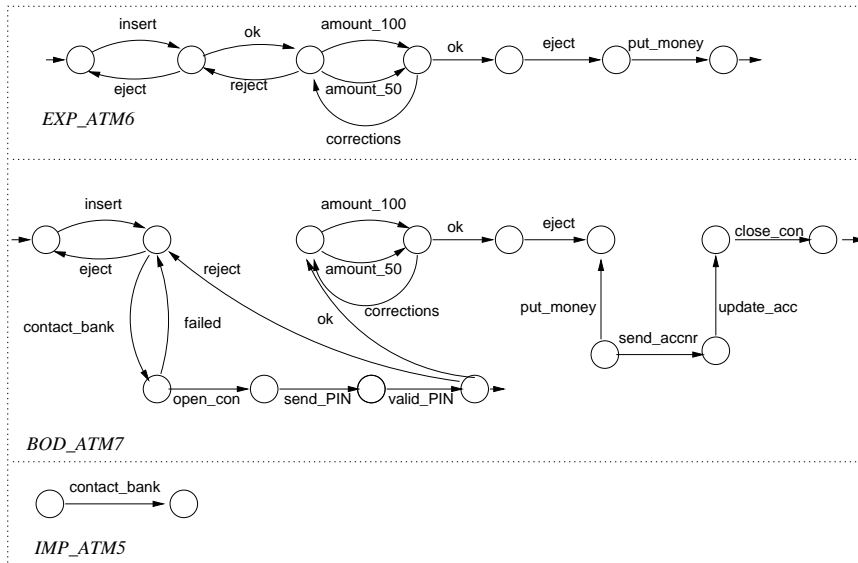 insert
ok
amount_100
ok
eject
put_money
eject
reject
amount_50
corrections
EXP_ATM6
insert
amount_100
ok
eject
close_con
eject
reject
amount_50
corrections
contact_bank
failed
ok
put_money
update_acc
send_accnr
open_con
send_PIN
valid_PIN
BOD_ATM7
contact_bank
IMP_ATM5